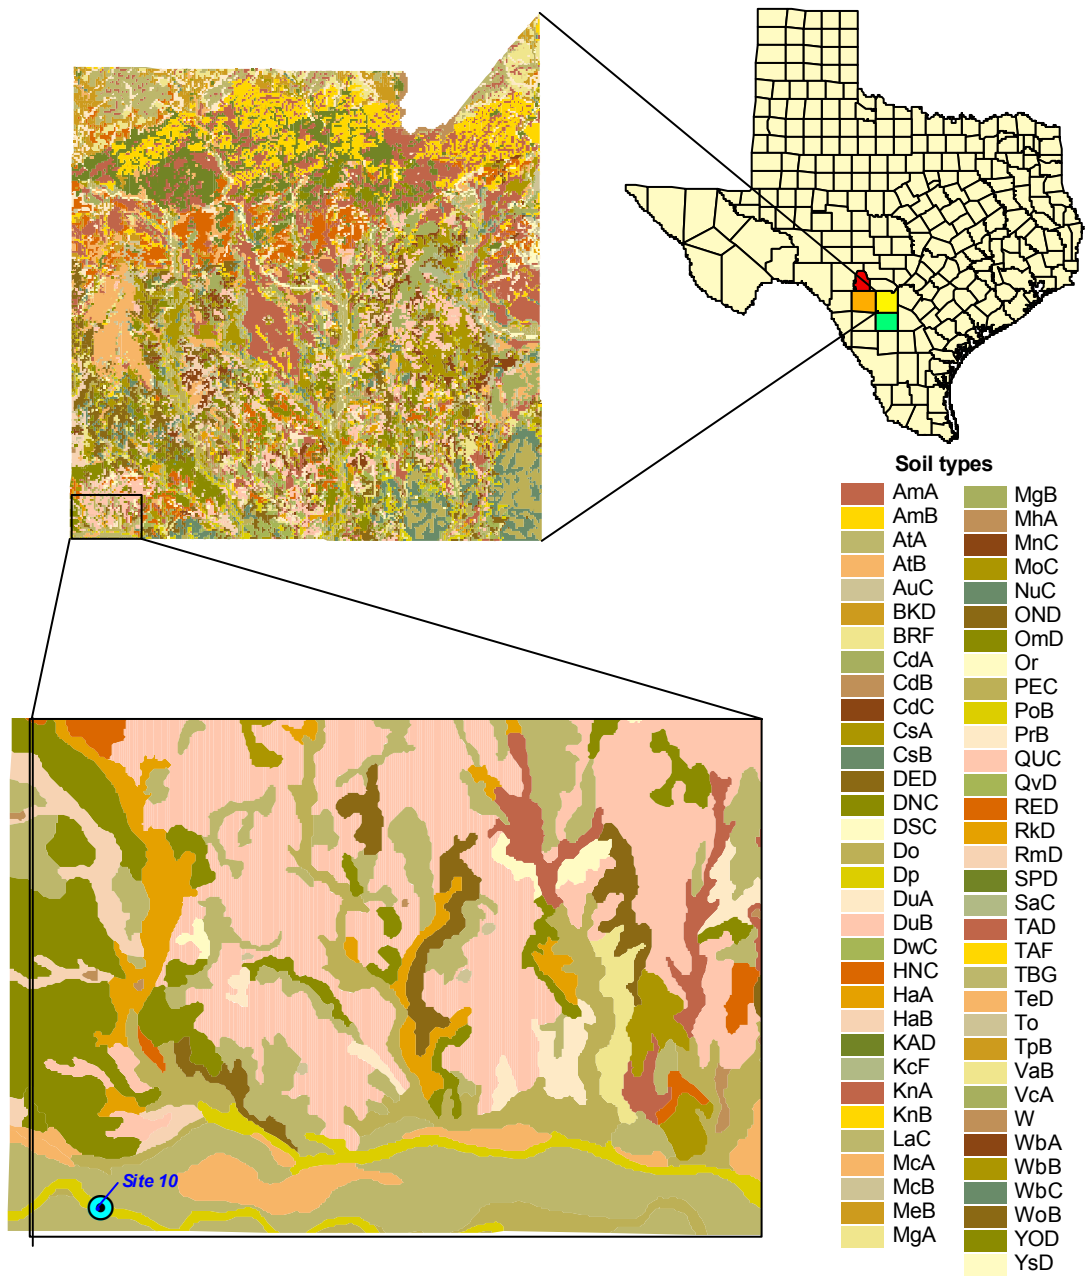 Soil types
AmA
AmB
AtA
AtB
AuC
BKD
BRF
CdA
CdB
CdC
CsA
CsB
DED
DNC
DSC
Do
Dp
DuA
DuB
DwC
HNC
HaA
HaB
KAD
KcF
KnA
KnB
LaC
McA
McB
MeB
MgA
MgB
MhA
MnC
MoC
NuC
OND
OmD
Or
PEC
PoB
PrB
QUC
QvD
RED
RkD
RmD
SPD
SaC
TAD
TAF
TBG
TeD
To
TpB
VaB
VcA
W
WbA
WbB
WbC
WoB
YOD
YsD
Site 10